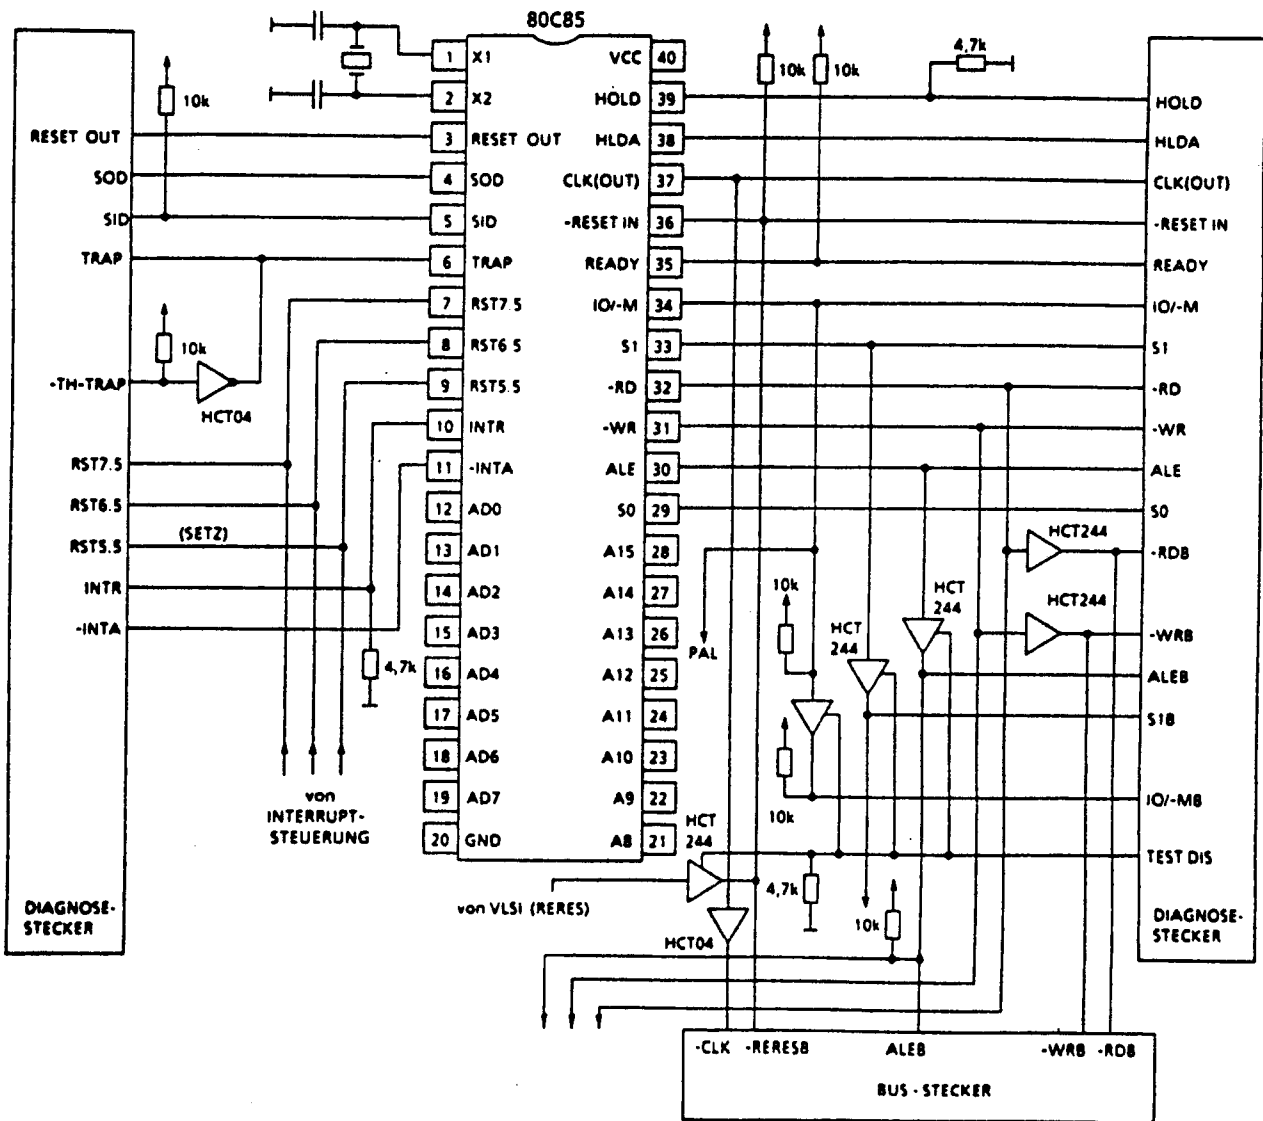 80C85
1 X1
2 X2
3 RESET OUT
4 SOD
5 SID
6 TRAP
7 RST7.5
8 RST6.5
9 RST5.5
10 INTR
11 -INTA
12 AD0
13 AD1
14 AD2
15 AD3
16 AD4
17 AD5
18 AD6
19 AD7
20 GND
VCC 40
HOLD 39
HLDA 38
CLK(OUT) 37
-RESET IN 36
READY 35
IO/-M 34
S1 33
-RD 32
-WR 31
ALE 30
S0 29
A15 28
A14 27
A13 26
A12 25
A11 24
A10 23
A9 22
A8 21
RESET OUT
SOD
SID
TRAP
-TH-TRAP
RST7.5
RST6.5
RST5.5
INTR
-INTA
DIAGNOSE-
STECKER
10k
10k
HCT04
(SETZ)
4,7k
von
INTERRUPT-
STEUERUNG
10k
10k
4,7k
HOLD
HLDA
CLK(OUT)
-RESET IN
READY
IO/-M
S1
-RD
-WR
ALE
S0
-RDB
-WRB
ALEB
S1B
IO/-MB
TEST DIS
DIAGNOSE-
STECKER
HCT244
HCT244
HCT
244
HCT
244
10k
PAL
10k
HCT
244
4,7k
10k
von VLSI (RERES)
HCT04
-CLK -RERESB ALEB -WRB -RDB
BUS - STECKER